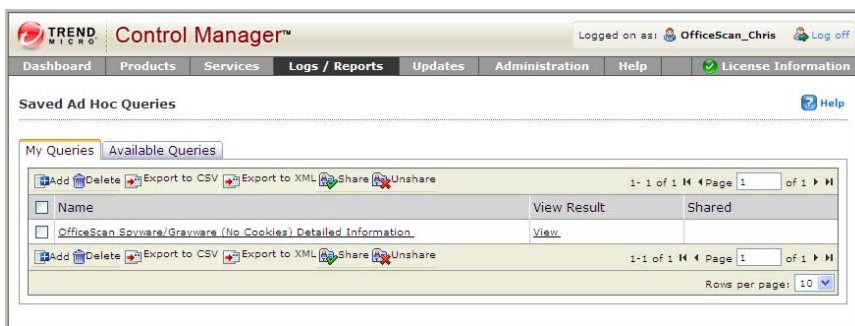 TREND MICRO Control Manager™ Logged on as: OfficeScan_Chris Log off
Dashboard Products Services Logs / Reports Updates Administration Help License Information
Saved Ad Hoc Queries Help
My Queries Available Queries
Add Delete Export to CSV Export to XML Share Unshare 1- 1 of 1 Page 1 of 1
Name View Result Shared
OfficeScan Spyware/Grayware (No Cookies) Detailed Information View
Add Delete Export to CSV Export to XML Share Unshare 1-1 of 1 Page 1 of 1
Rows per page: 10